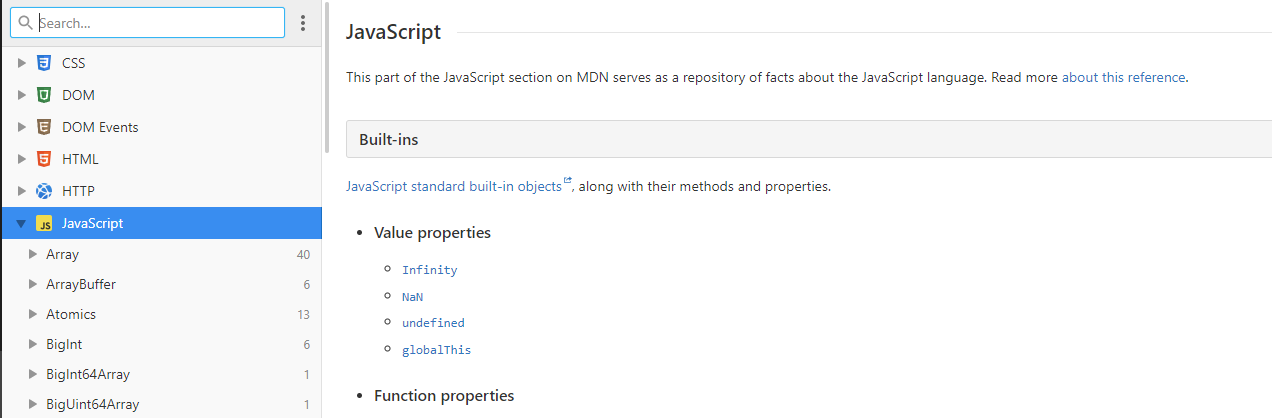 Search...
CSS
DOM
DOM Events
HTML
HTTP
JS JavaScript
Array 40
ArrayBuffer 6
Atomics 13
BigInt 6
BigInt64Array 1
BigUint64Array 1
JavaScript
This part of the JavaScript section on MDN serves as a repository of facts about the JavaScript language. Read more about this reference.
Built-ins
JavaScript standard built-in objects, along with their methods and properties.
Value properties
Infinity
NaN
undefined
globalThis
Function properties